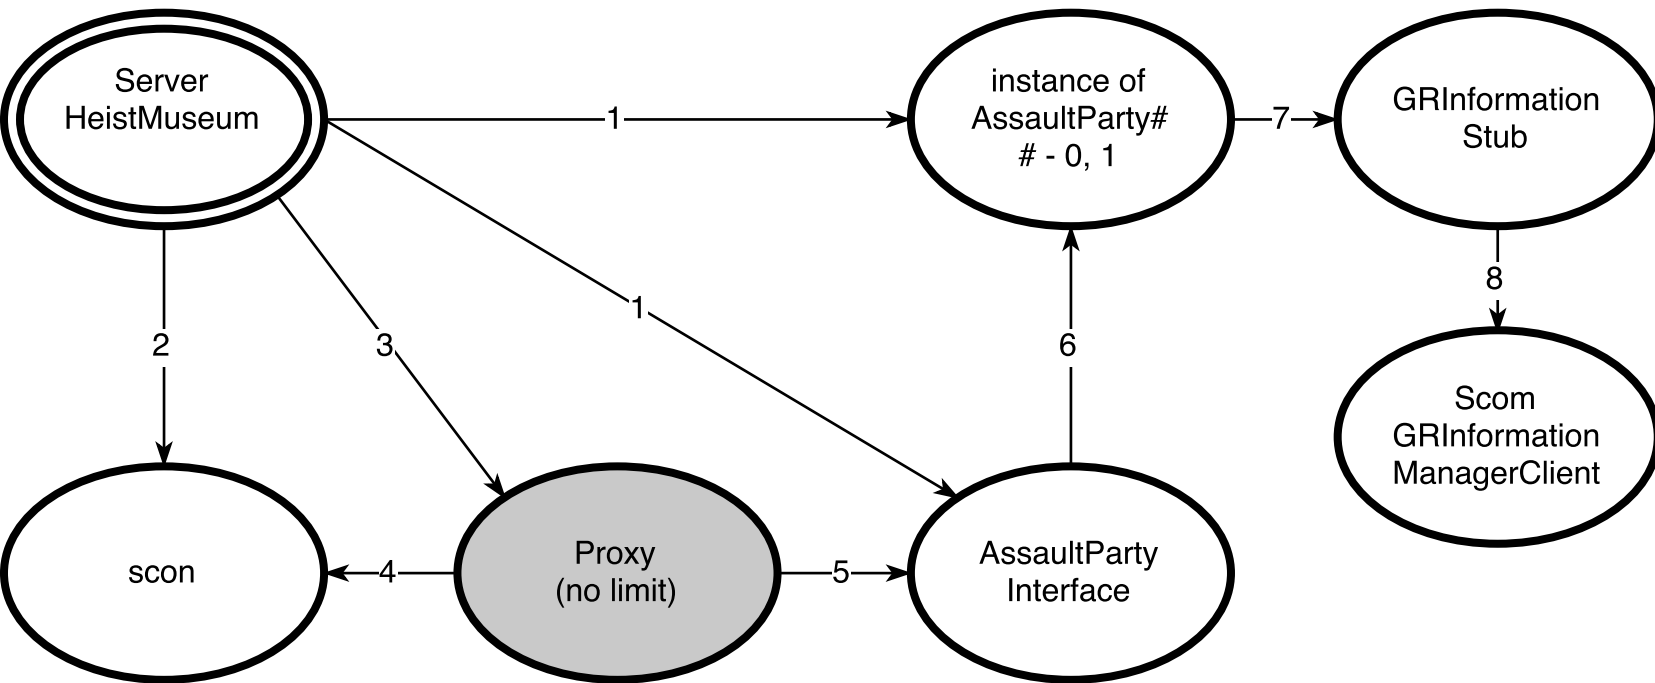 Server
HeistMuseum
1
instance of
AssaultParty#
# - 0, 1
7
GRInformation
Stub
8
2
3
1
6
Scom
GRInformation
ManagerClient
scon
4
Proxy
(no limit)
5
AssaultParty
Interface